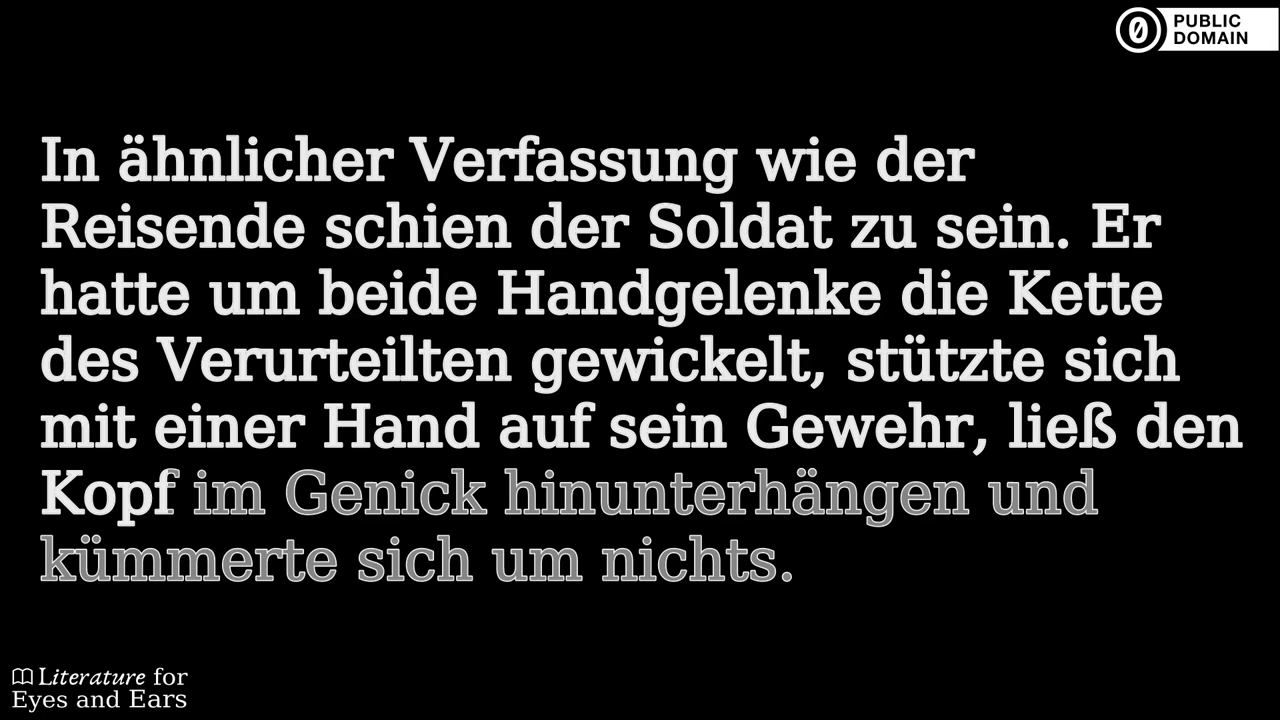 PUBLIC
DOMAIN
In ähnlicher Verfassung wie der
Reisende schien der Soldat zu sein. Er
hatte um beide Handgelenke die Kette
des Verurteilten gewickelt, stützte sich
mit einer Hand auf sein Gewehr, ließ den
Kopf im Genick hinunterhängen und
kümmerte sich um nichts.
Literature for
Eyes and Ears